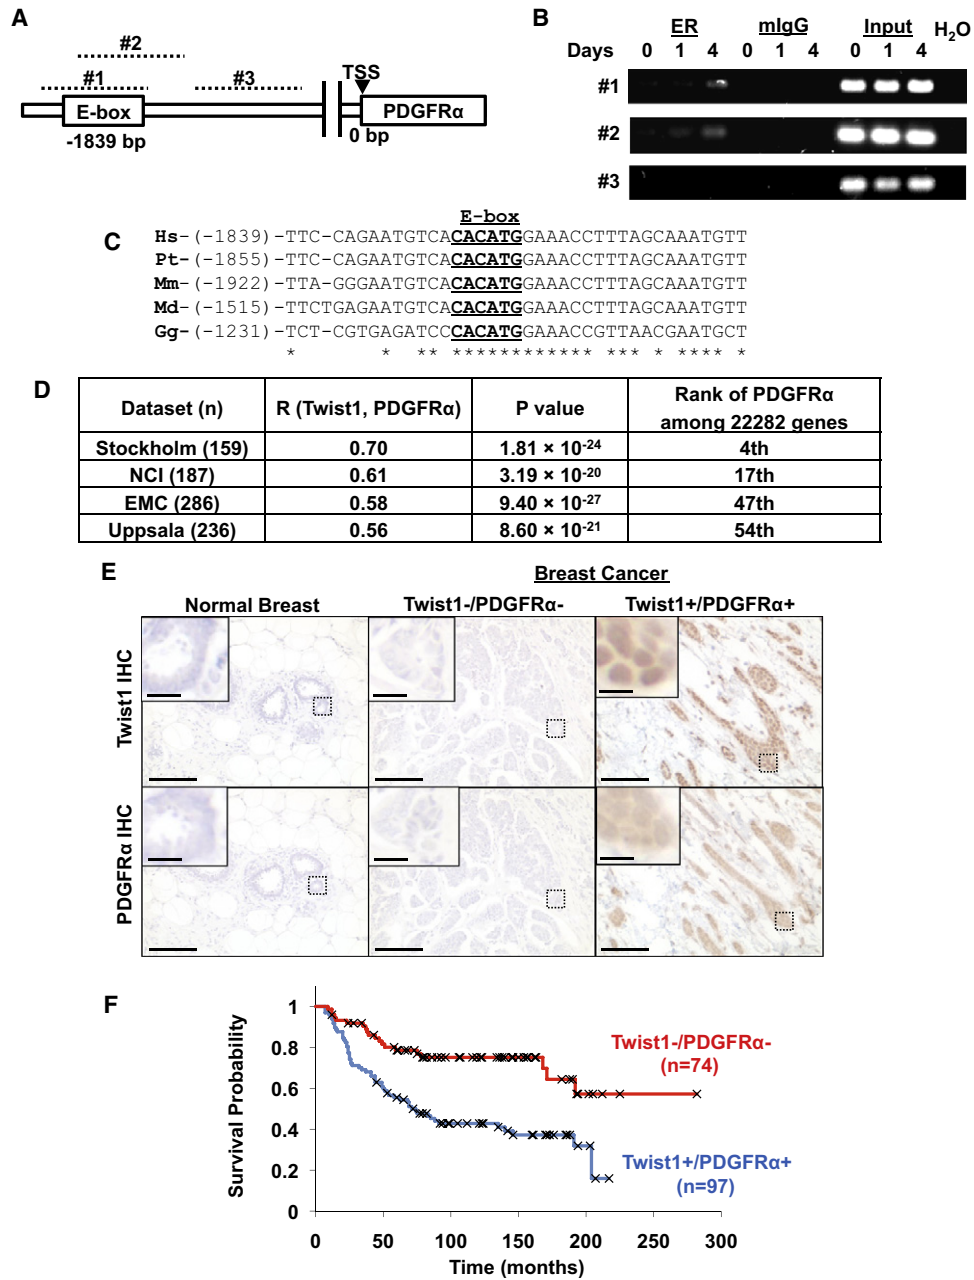 A
#2
#1
#3
TSS
E-box
PDGFRα
-1839 bp
0 bp
B
ER mIgG Input H2O
Days 0 1 4 0 1 4 0 1 4
#1
#2
#3
C
E-box
Hs-(-1839)-TTC-CAGAATGTCACACATGGAAACCTTTAGCAAATGTT
Pt-(-1855)-TTC-CAGAATGTCACACATGGAAACCTTTAGCAAATGTT
Mm-(-1922)-TTA-GGGAATGTCACACATGGAAACCTTTAGCAAATGTT
Md-(-1515)-TTCTGAGAATGTCACACATGGAAACCTTTAGCAAATGTT
Gg-(-1231)-TCT-CGTGAGATCCCACATGGAAACCGTTAACGAATGCT
* * ** ************ *** * **** *
D
Dataset (n) R (Twist1, PDGFRα) P value Rank of PDGFRα among 22282 genes
Stockholm (159) 0.70 1.81 × 10-24 4th
NCI (187) 0.61 3.19 × 10-20 17th
EMC (286) 0.58 9.40 × 10-27 47th
Uppsala (236) 0.56 8.60 × 10-21 54th
E
Breast Cancer
Normal Breast Twist1-/PDGFRα- Twist1+/PDGFRα+
Twist1 IHC
PDGFRα IHC
F
Survival Probability
1
0.8
0.6
0.4
0.2
0
Twist1-/PDGFRα-
(n=74)
Twist1+/PDGFRα+
(n=97)
0 50 100 150 200 250 300
Time (months)